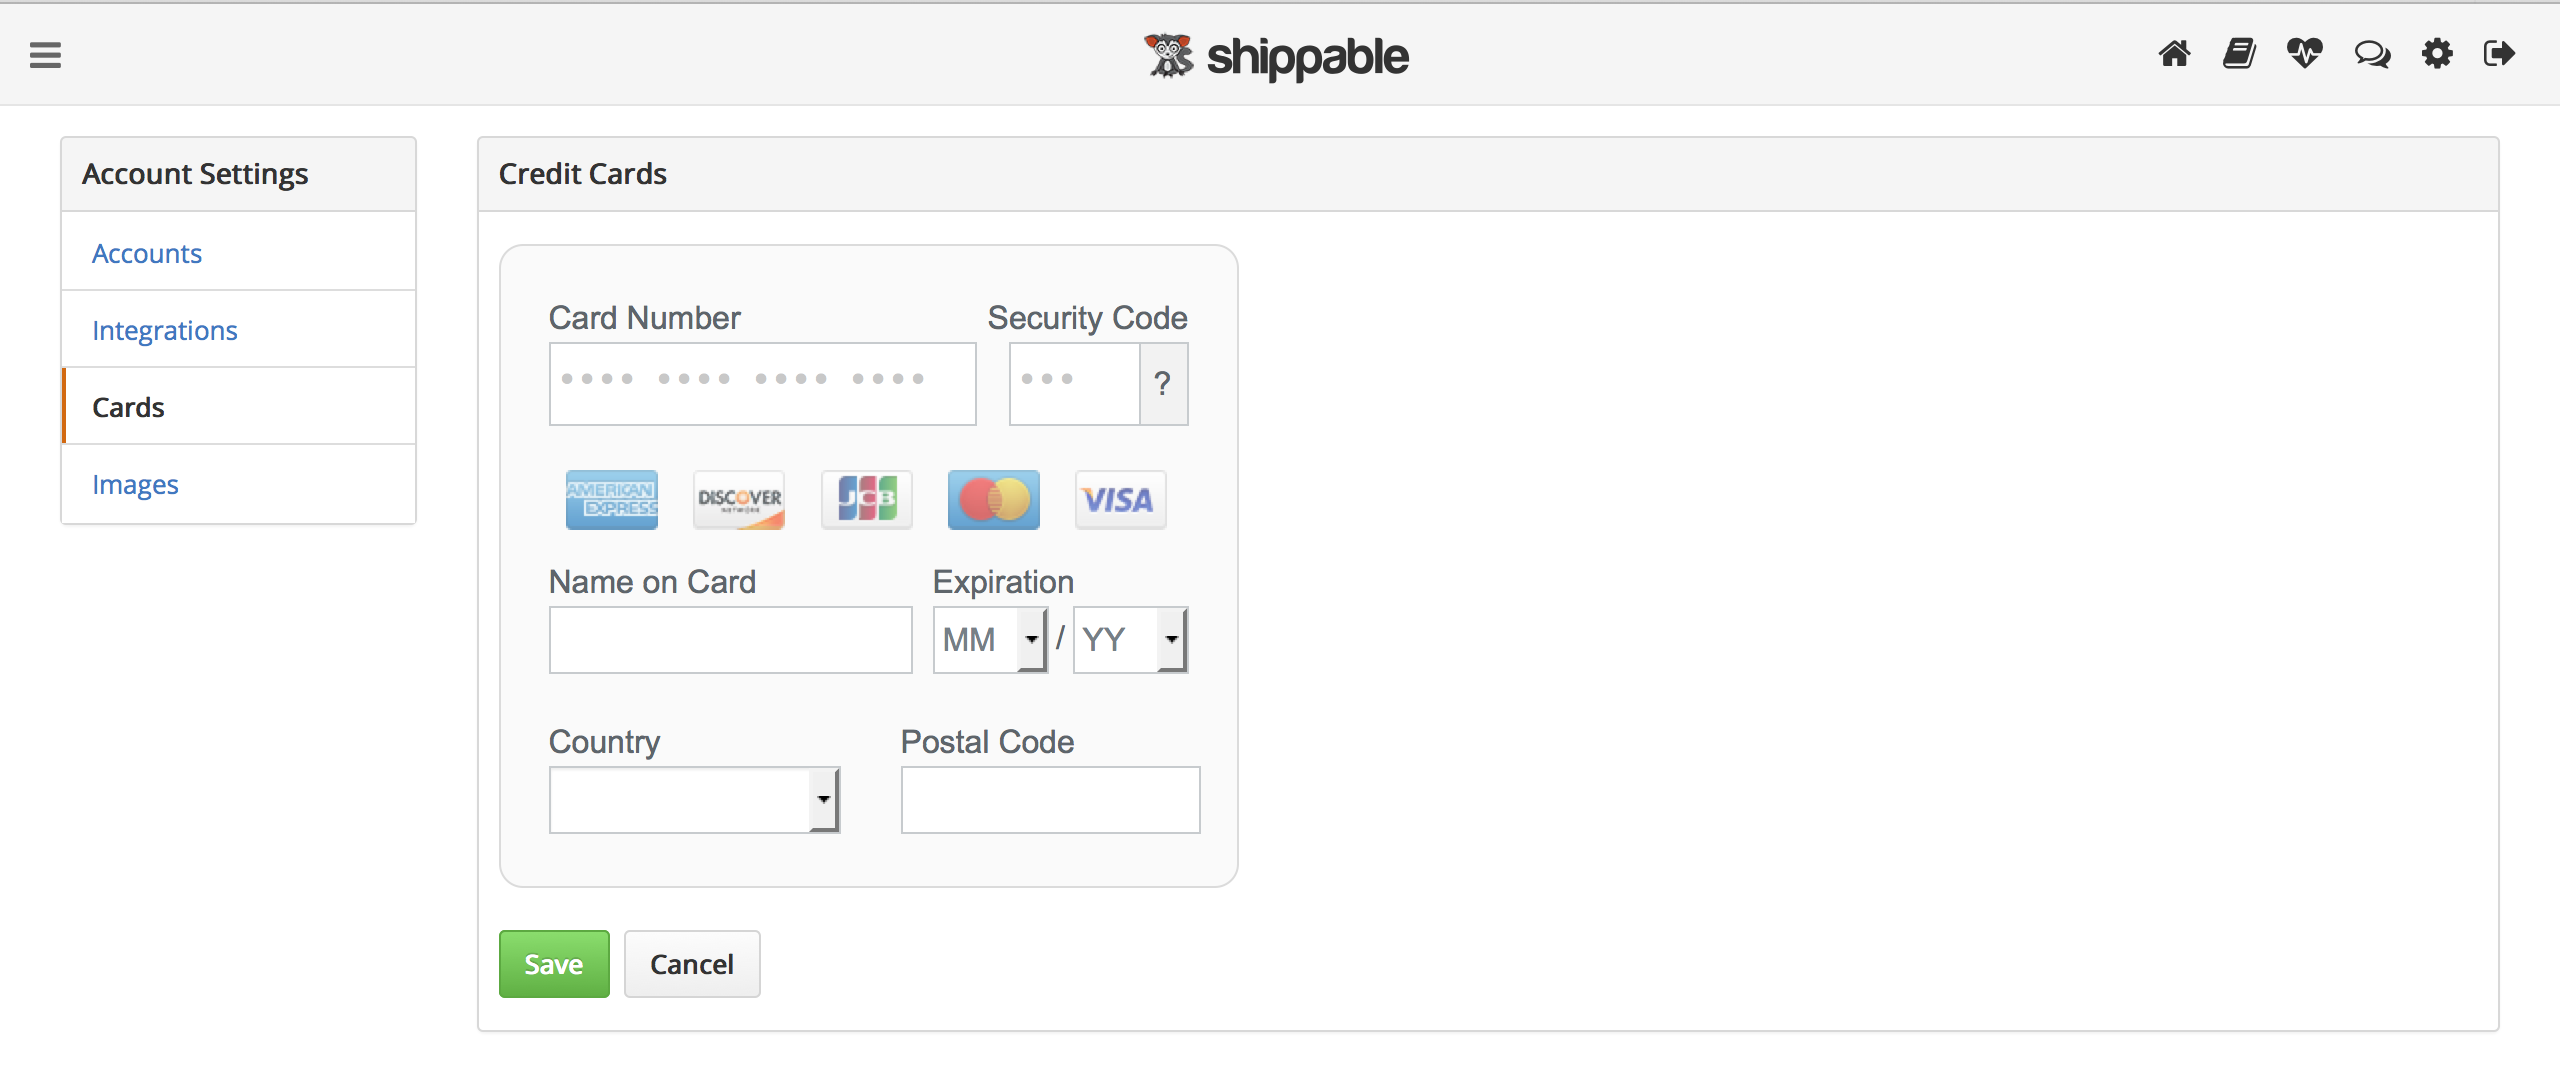 shippable
Account Settings
Accounts
Integrations
Cards
Images
Credit Cards
Card Number
Security Code
•••• •••• •••• ••••
•••
?
AMERICAN
EXPRESS
DISCOVER
NETWORK
JCB
VISA
Name on Card
Expiration
MM / YY
Country
Postal Code
Save
Cancel